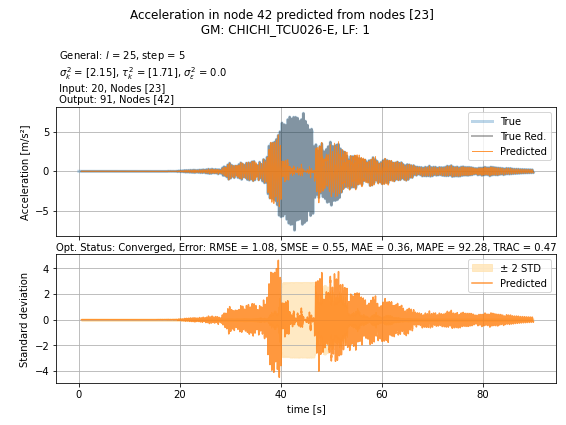 Acceleration in node 42 predicted from nodes [23]
GM: CHICHI_TCU026-E, LF: 1
General: l = 25, step = 5
σ²ₖ = [2.15], τ²ₖ = [1.71], σ²ε = 0.0
Input: 20, Nodes [23]
Output: 91, Nodes [42]
Acceleration [m/s²]
5
0
−5
True
True Red.
Predicted
Opt. Status: Converged, Error: RMSE = 1.08, SMSE = 0.55, MAE = 0.36, MAPE = 92.28, TRAC = 0.47
Standard deviation
4
2
0
−2
−4
± 2 STD
Predicted
0 20 40 60 80
time [s]